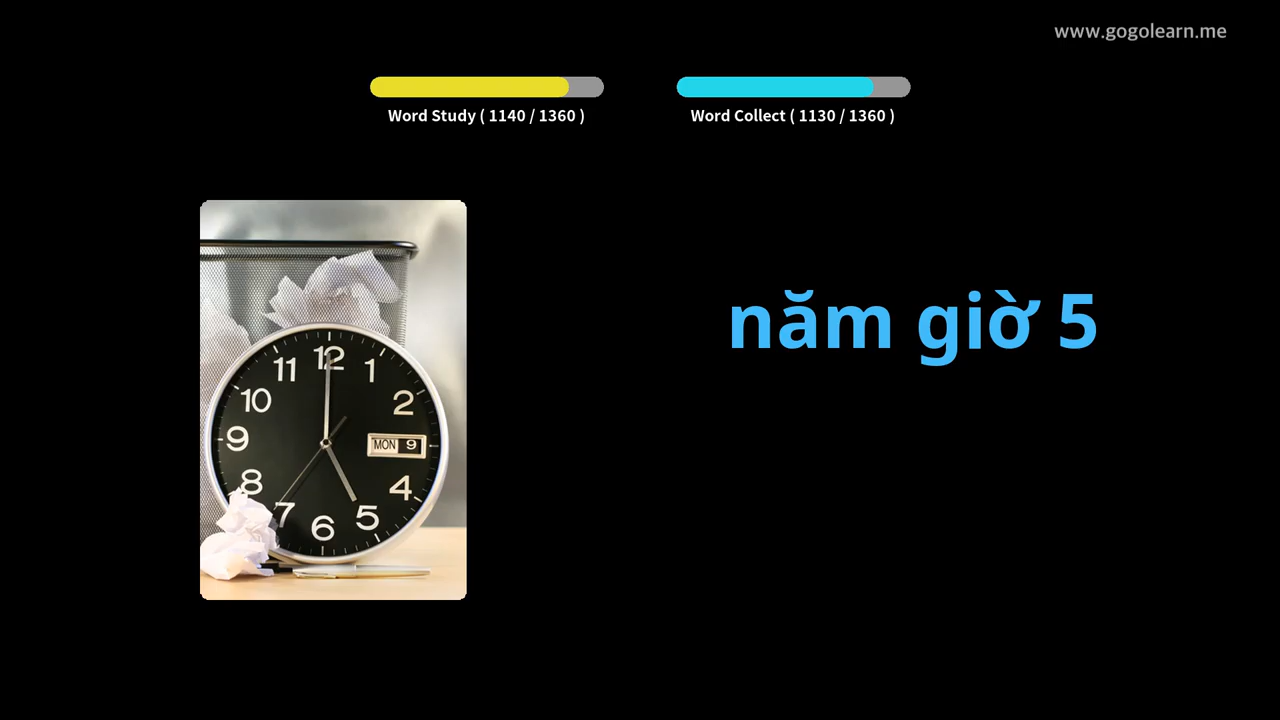 www.gogolearn.me
Word Study ( 1140 / 1360 )
Word Collect ( 1130 / 1360 )
năm giờ 5
12
11
1
10
2
9
MON 9
8
4
7
5
6